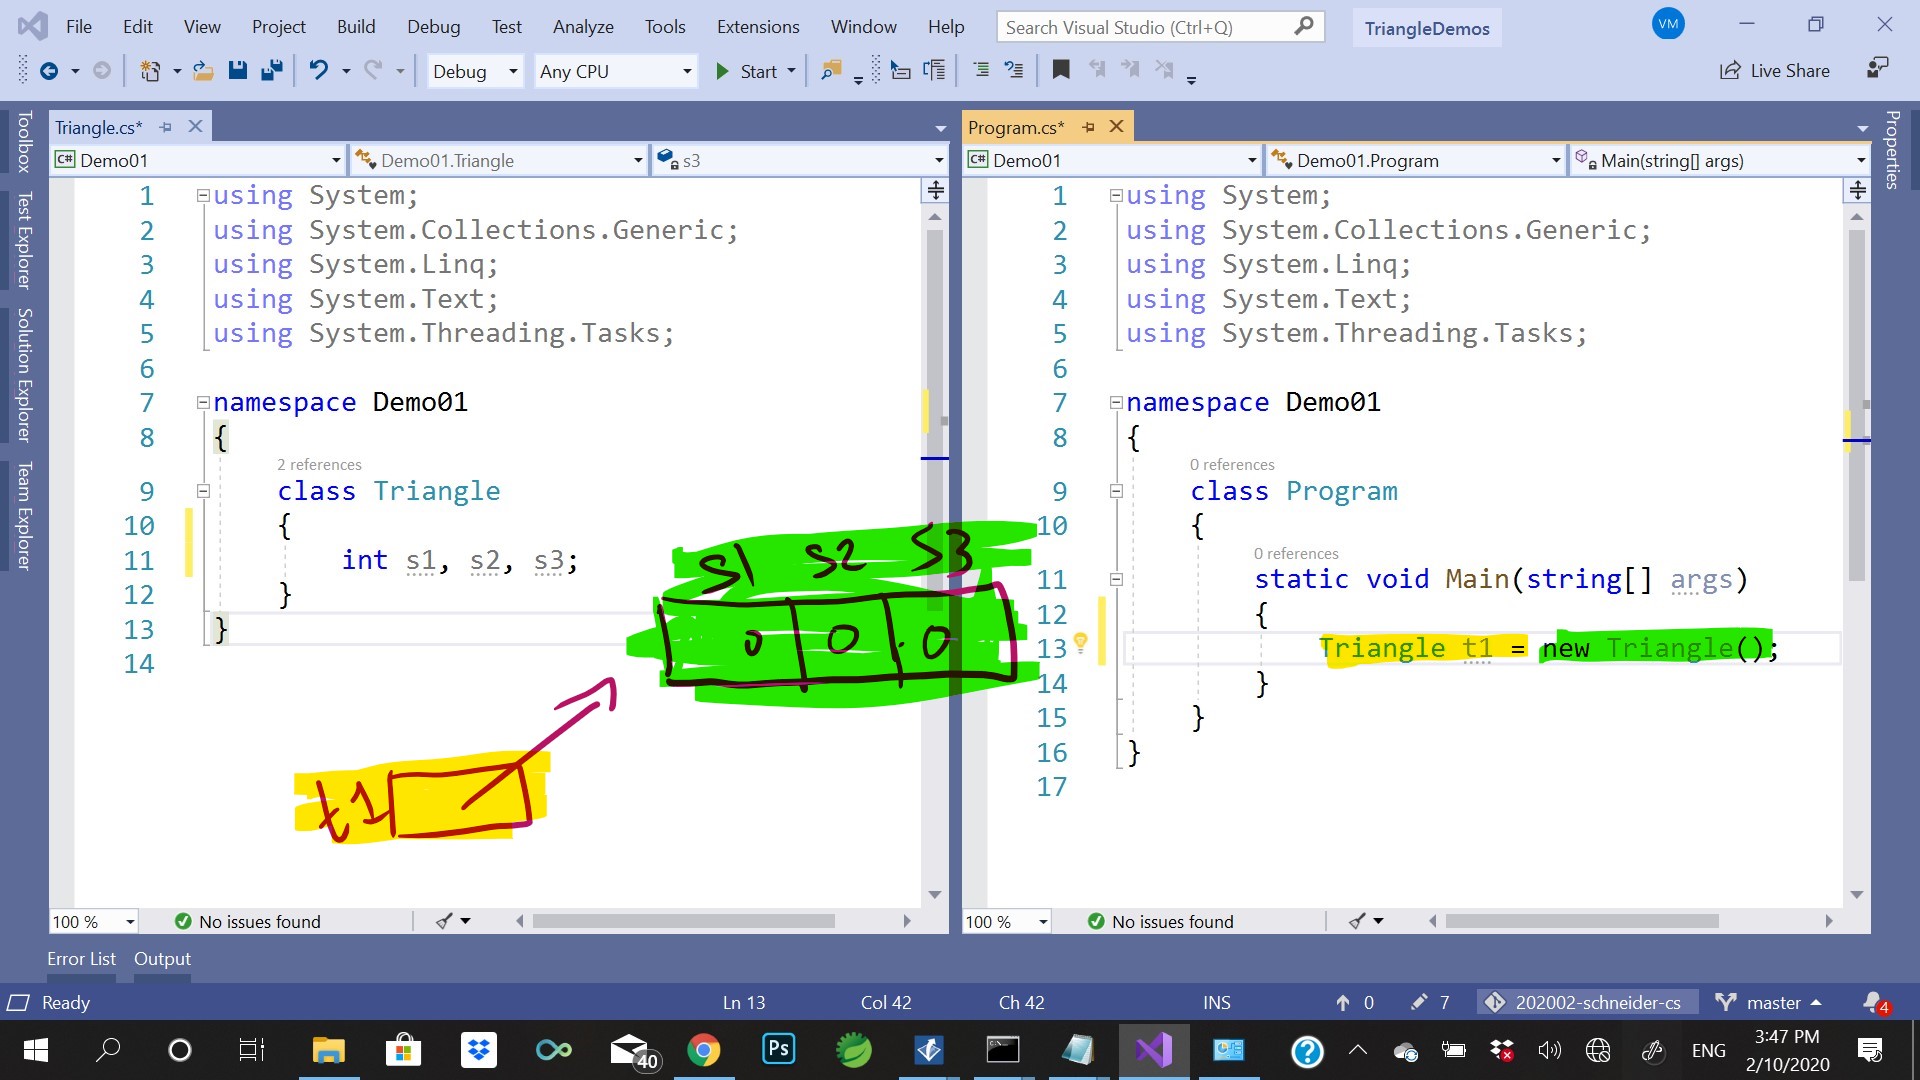 File Edit View Project Build Debug Test Analyze Tools Extensions Window Help Search Visual Studio (Ctrl+Q) TriangleDemos VM
Debug Any CPU Start Live Share
Toolbox
Test Explorer
Solution Explorer
Team Explorer
Triangle.cs*
Demo01 Demo01.Triangle s3
1 using System;
2 using System.Collections.Generic;
3 using System.Linq;
4 using System.Text;
5 using System.Threading.Tasks;
6
7 namespace Demo01
8 {
2 references
9 class Triangle
10 {
11 int s1, s2, s3;
12 }
13 }
14
s1 s2 s3
0 0 0
t1
100 % No issues found
Program.cs*
Demo01 Demo01.Program Main(string[] args)
1 using System;
2 using System.Collections.Generic;
3 using System.Linq;
4 using System.Text;
5 using System.Threading.Tasks;
6
7 namespace Demo01
8 {
0 references
9 class Program
10 {
0 references
11 static void Main(string[] args)
12 {
13 Triangle t1 = new Triangle();
14 }
15 }
16 }
17
100 % No issues found
Properties
Error List Output
Ready Ln 13 Col 42 Ch 42 INS 0 7 202002-schneider-cs master 4
40 Ps ENG 3:47 PM
2/10/2020